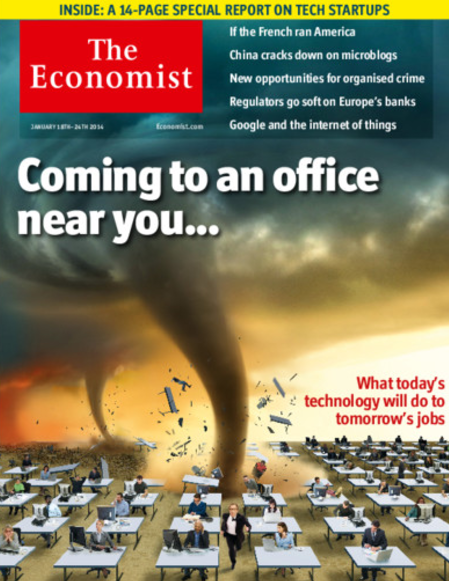 INSIDE: A 14-PAGE SPECIAL REPORT ON TECH STARTUPS
The
Economist
JANUARY 18TH–24TH 2014
Economist.com
If the French ran America
China cracks down on microblogs
New opportunities for organised crime
Regulators go soft on Europe's banks
Google and the internet of things
Coming to an office
near you...
What today's
technology will do to
tomorrow's jobs